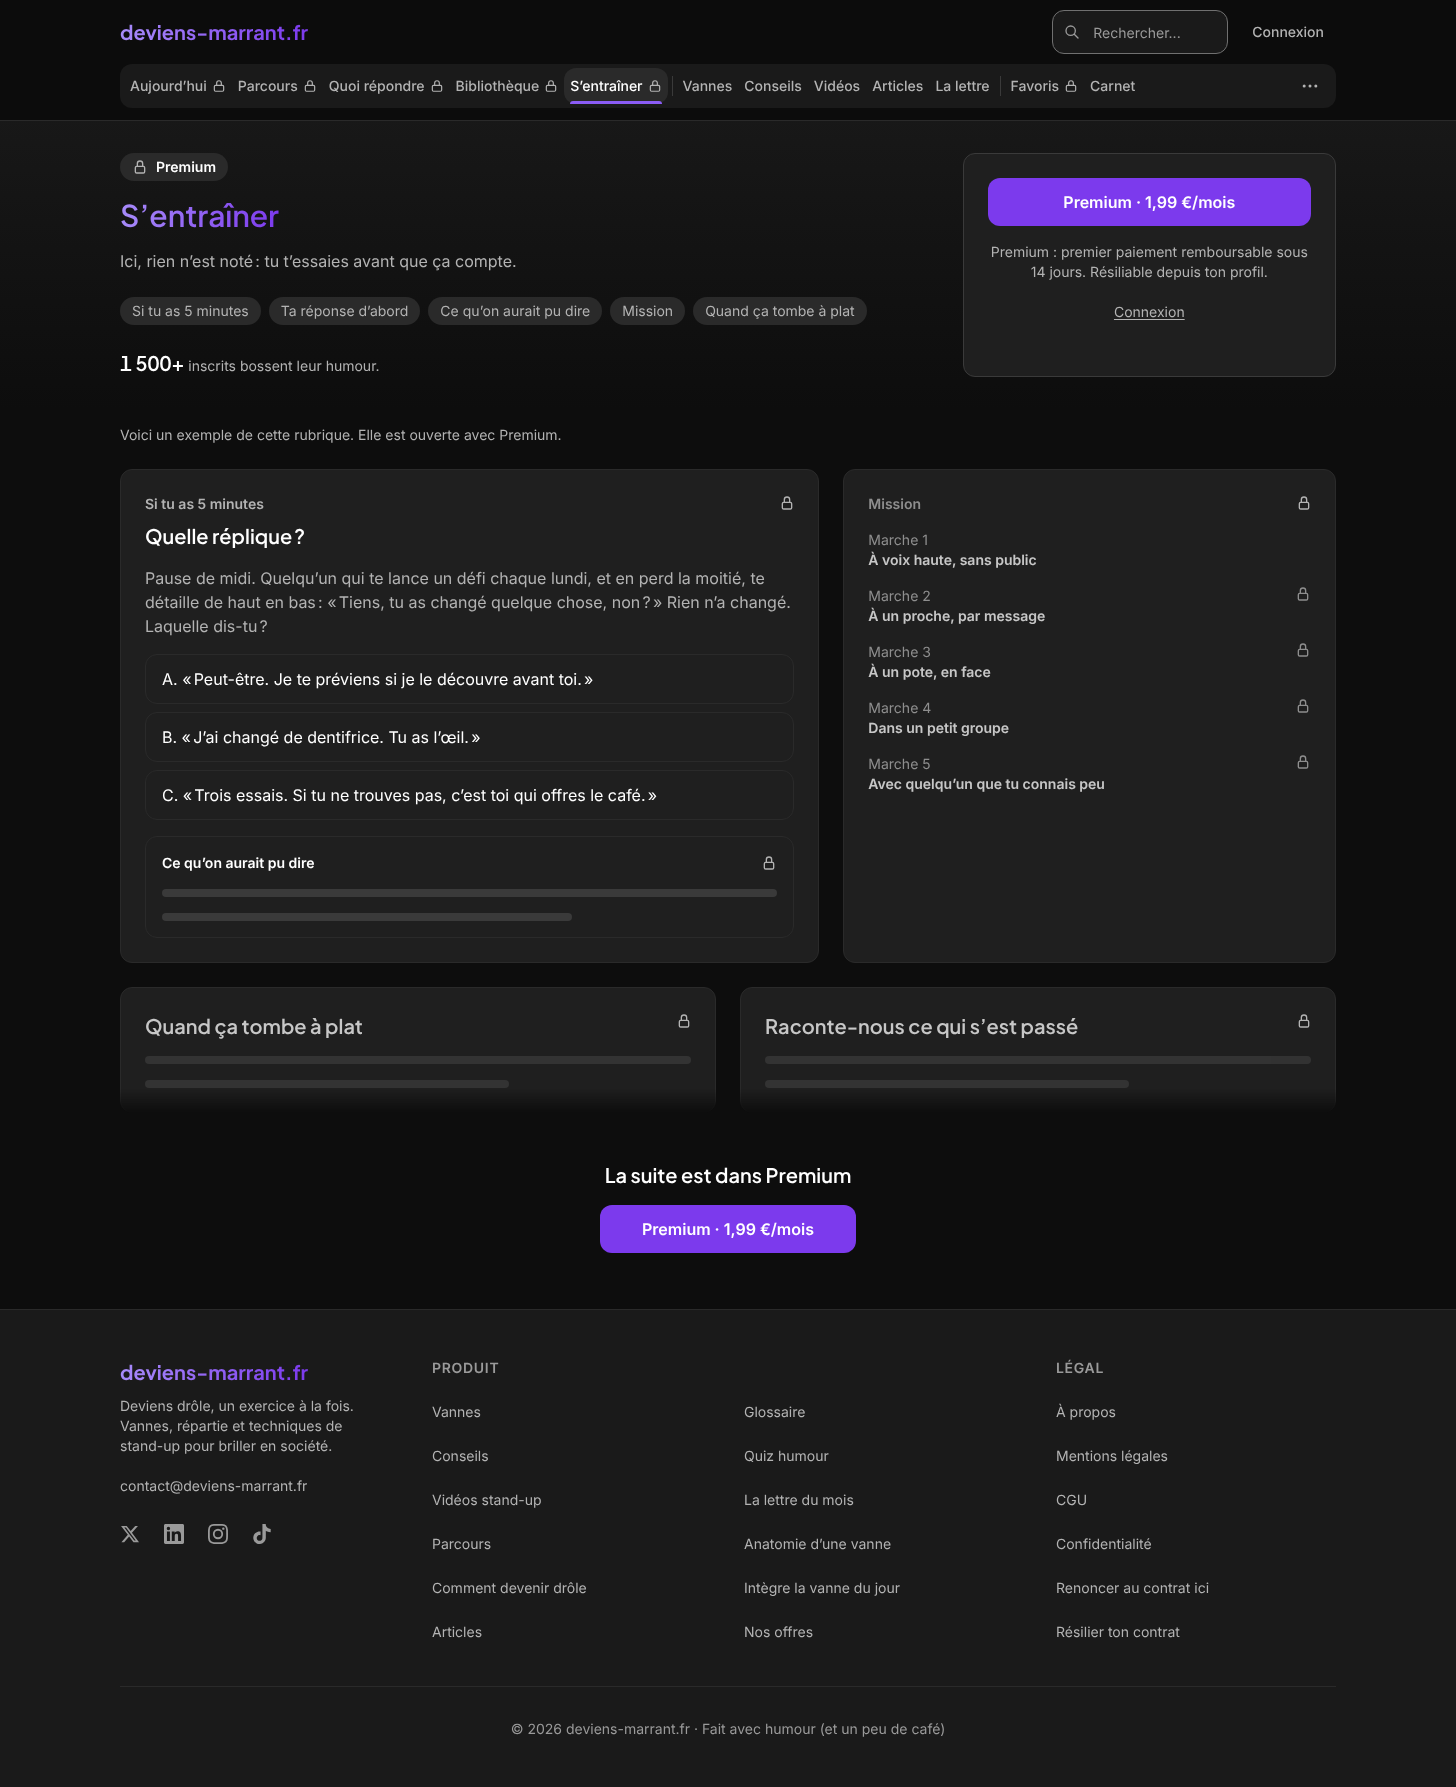 deviens-marrant.fr
Rechercher...
Connexion
Aujourd’hui
Parcours
Quoi répondre
Bibliothèque
S’entraîner
Vannes
Conseils
Vidéos
Articles
La lettre
Favoris
Carnet
Premium
S’entraîner
Ici, rien n’est noté : tu t’essaies avant que ça compte.
Si tu as 5 minutes
Ta réponse d’abord
Ce qu’on aurait pu dire
Mission
Quand ça tombe à plat
1 500+ inscrits bossent leur humour.
Premium · 1,99 €/mois
Premium : premier paiement remboursable sous
14 jours. Résiliable depuis ton profil.
Connexion
Voici un exemple de cette rubrique. Elle est ouverte avec Premium.
Si tu as 5 minutes
Quelle réplique ?
Pause de midi. Quelqu’un qui te lance un défi chaque lundi, et en perd la moitié, te
détaille de haut en bas : « Tiens, tu as changé quelque chose, non ? » Rien n’a changé.
Laquelle dis-tu ?
A. « Peut-être. Je te préviens si je le découvre avant toi. »
B. « J’ai changé de dentifrice. Tu as l’œil. »
C. « Trois essais. Si tu ne trouves pas, c’est toi qui offres le café. »
Ce qu’on aurait pu dire
Mission
Marche 1
À voix haute, sans public
Marche 2
À un proche, par message
Marche 3
À un pote, en face
Marche 4
Dans un petit groupe
Marche 5
Avec quelqu’un que tu connais peu
Quand ça tombe à plat
Raconte-nous ce qui s’est passé
La suite est dans Premium
Premium · 1,99 €/mois
deviens-marrant.fr
Deviens drôle, un exercice à la fois.
Vannes, répartie et techniques de
stand-up pour briller en société.
contact@deviens-marrant.fr
PRODUIT
Vannes
Conseils
Vidéos stand-up
Parcours
Comment devenir drôle
Articles
Glossaire
Quiz humour
La lettre du mois
Anatomie d’une vanne
Intègre la vanne du jour
Nos offres
LÉGAL
À propos
Mentions légales
CGU
Confidentialité
Renoncer au contrat ici
Résilier ton contrat
© 2026 deviens-marrant.fr · Fait avec humour (et un peu de café)